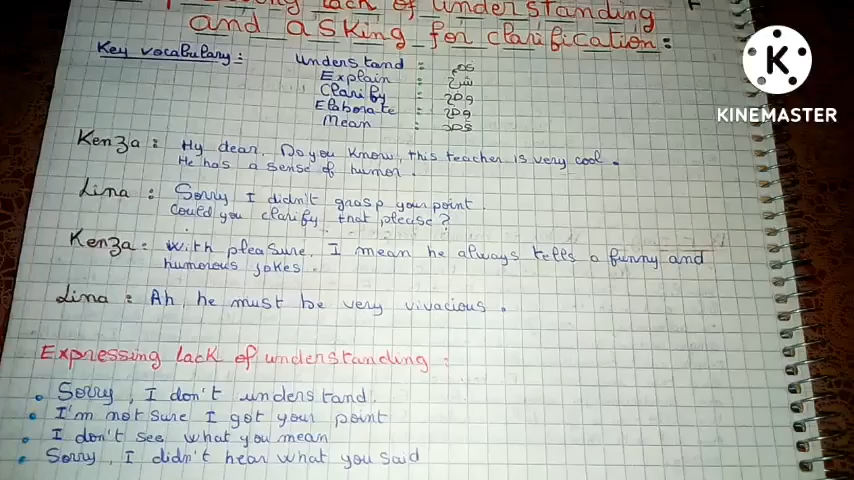 lack of understanding
and asking for clarification:
Key vocabulary: Understand :
Explain :
Clarify :
Elaborate :
Mean :
Kenza: Hy dear. Do you know, this teacher is very cool.
He has a sense of humor.
Lina: Sorry I didn't grasp your point.
Could you clarify that please?
Kenza: With pleasure. I mean he always tells a funny and
humorous jokes.
Lina: Ah, he must be very vivacious.
Expressing lack of understanding:
• Sorry, I don't understand.
• I'm not sure I got your point
• I don't see what you mean
• Sorry, I didn't hear what you said
K
KINEMASTER